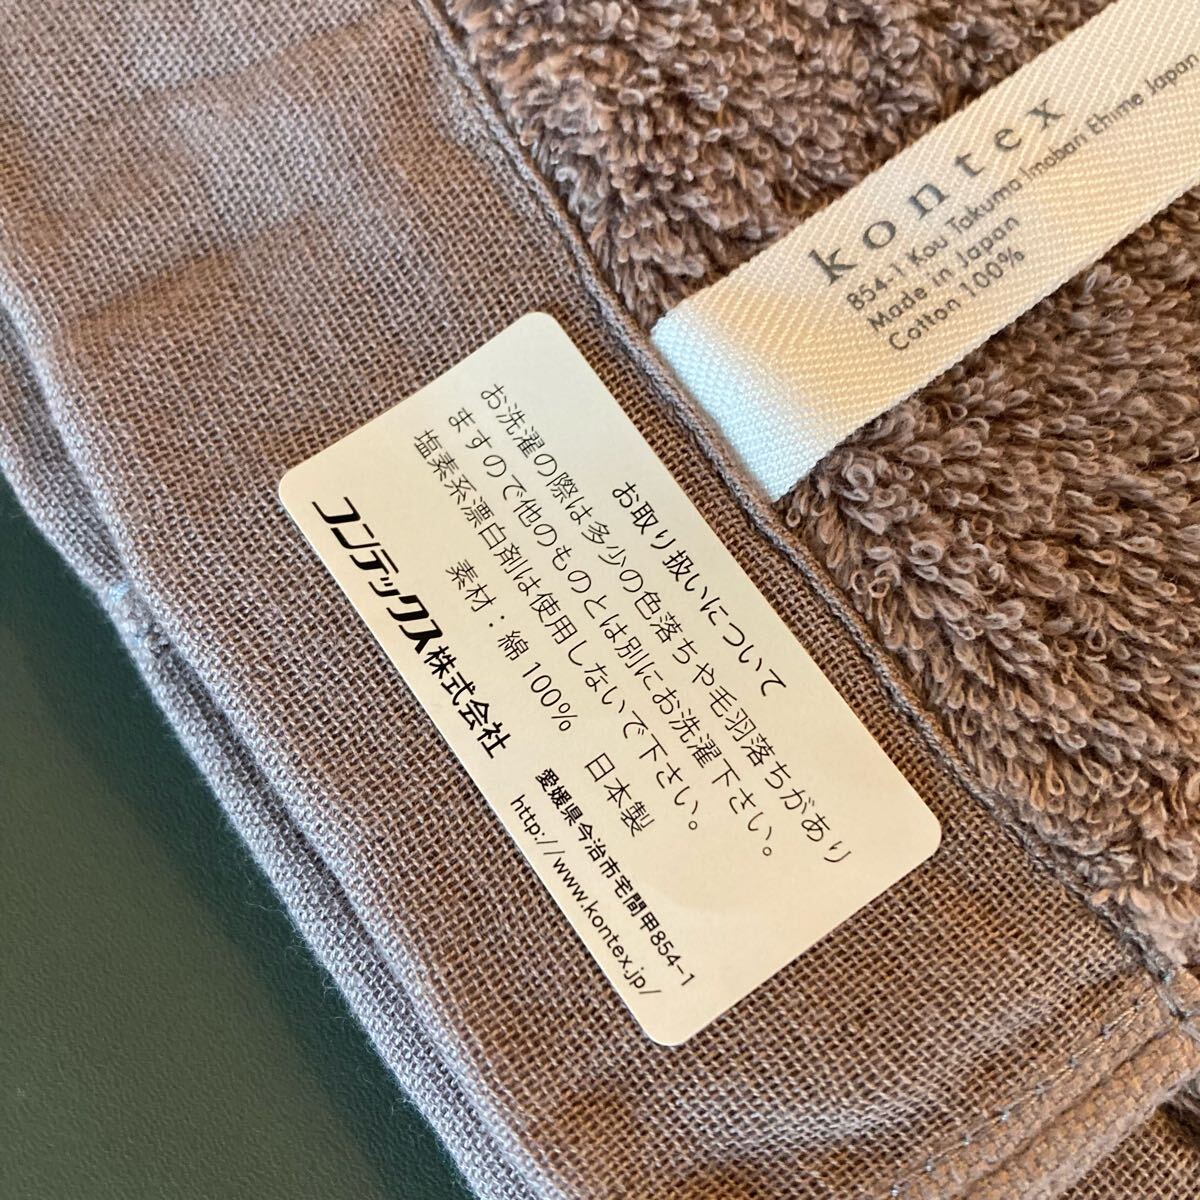 kontex
854-1 Kou Takuma Imabari Ehime Japan
Made in Japan
Cotton 100%
お取り扱いについて
お洗濯の際は多少の色落ちや毛羽落ちがあり
ますので他のものとは別にお洗濯下さい。
塩素系漂白剤は使用しないで下さい。
素材：綿100% 日本製
コンテックス株式会社
愛媛県今治市宅間甲854-1
http://www.kontex.jp/